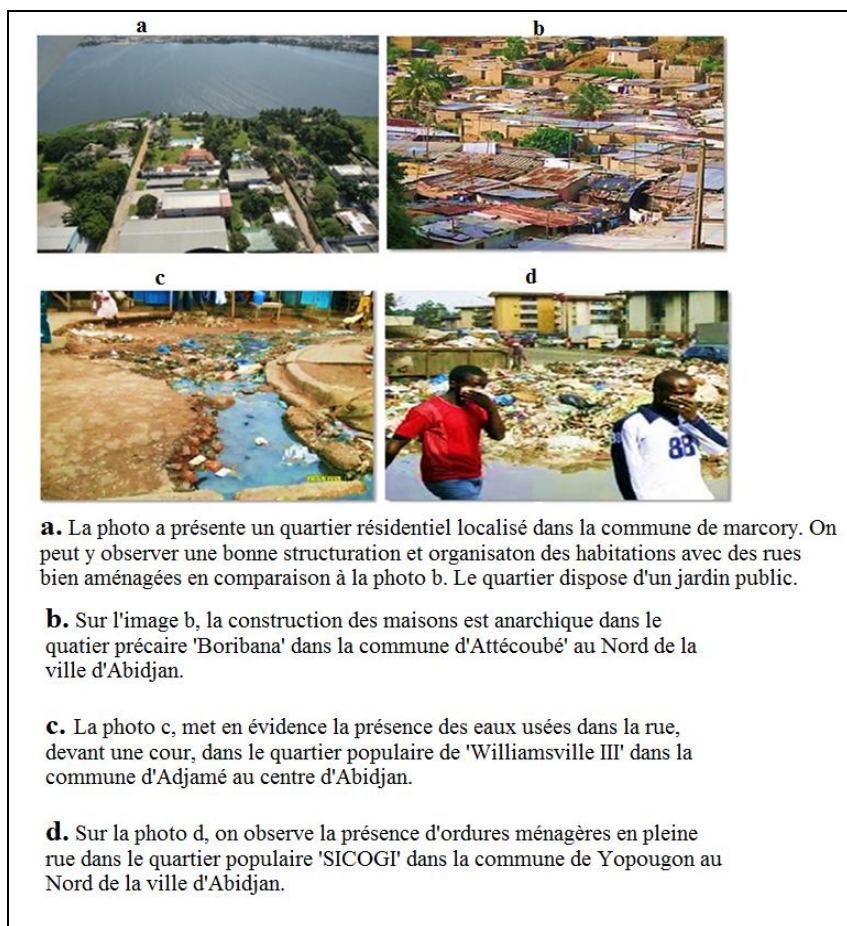 a
b
c
d
88
a. La photo a présente un quartier résidentiel localisé dans la commune de marcory. On
peut y observer une bonne structuration et organisaton des habitations avec des rues
bien aménagées en comparaison à la photo b. Le quartier dispose d'un jardin public.
b. Sur l'image b, la construction des maisons est anarchique dans le
quatier précaire 'Boribana' dans la commune d'Attécoubé' au Nord de la
ville d'Abidjan.
c. La photo c, met en évidence la présence des eaux usées dans la rue,
devant une cour, dans le quartier populaire de 'Williamsville III' dans la
commune d'Adjamé au centre d'Abidjan.
d. Sur la photo d, on observe la présence d'ordures ménagères en pleine
rue dans le quartier populaire 'SICOGI' dans la commune de Yopougon au
Nord de la ville d'Abidjan.